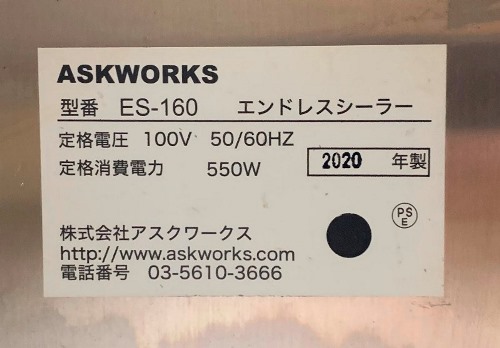 ASKWORKS
型番 ES-160 エンドレスシーラー
定格電圧 100V 50/60HZ
定格消費電力 550W
2020 年製
PS
E
株式会社アスクワークス
http://www.askworks.com
電話番号 03-5610-3666